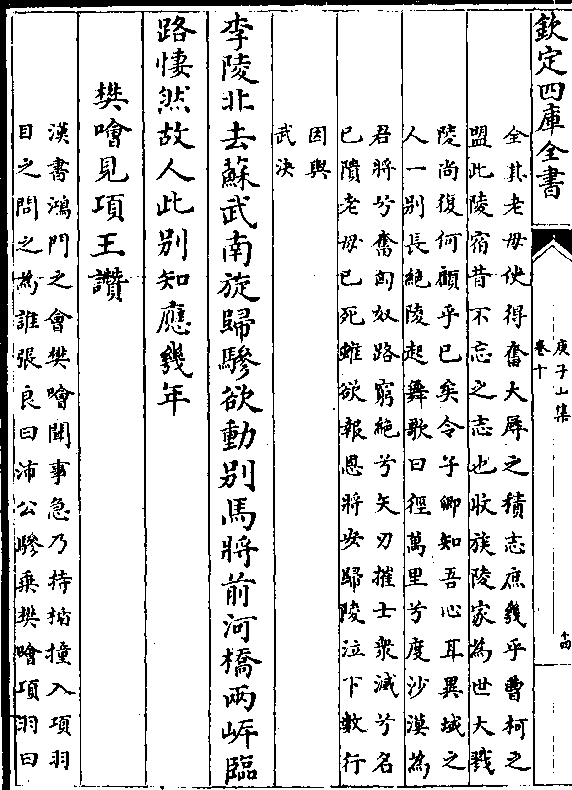 欽定四庫全書
庾子山集
卷十
十四
全其老母使得奮大辱之積志庶幾乎曹柯之
盟此陵宿昔不忘之志也收族陵家為世大戮
陵尚復何顧乎已矣令子卿知吾心耳異域之
人一别長絶陵起舞歌曰徑萬里兮度沙漠為
君將兮奮匈奴路窮絶兮矢刃摧士衆滅兮名
已隤老母已死雖欲報恩將安歸陵泣下數行
因與
武決
李陵北去蘇武南旋歸驂欲動别馬將前河橋兩岸臨
路悽然故人此别知應幾年
樊噲見項王讚
漢書鴻門之會樊噲聞事急乃持楯撞入項羽
目之問之為誰張良曰沛公驂乘樊噲項羽曰